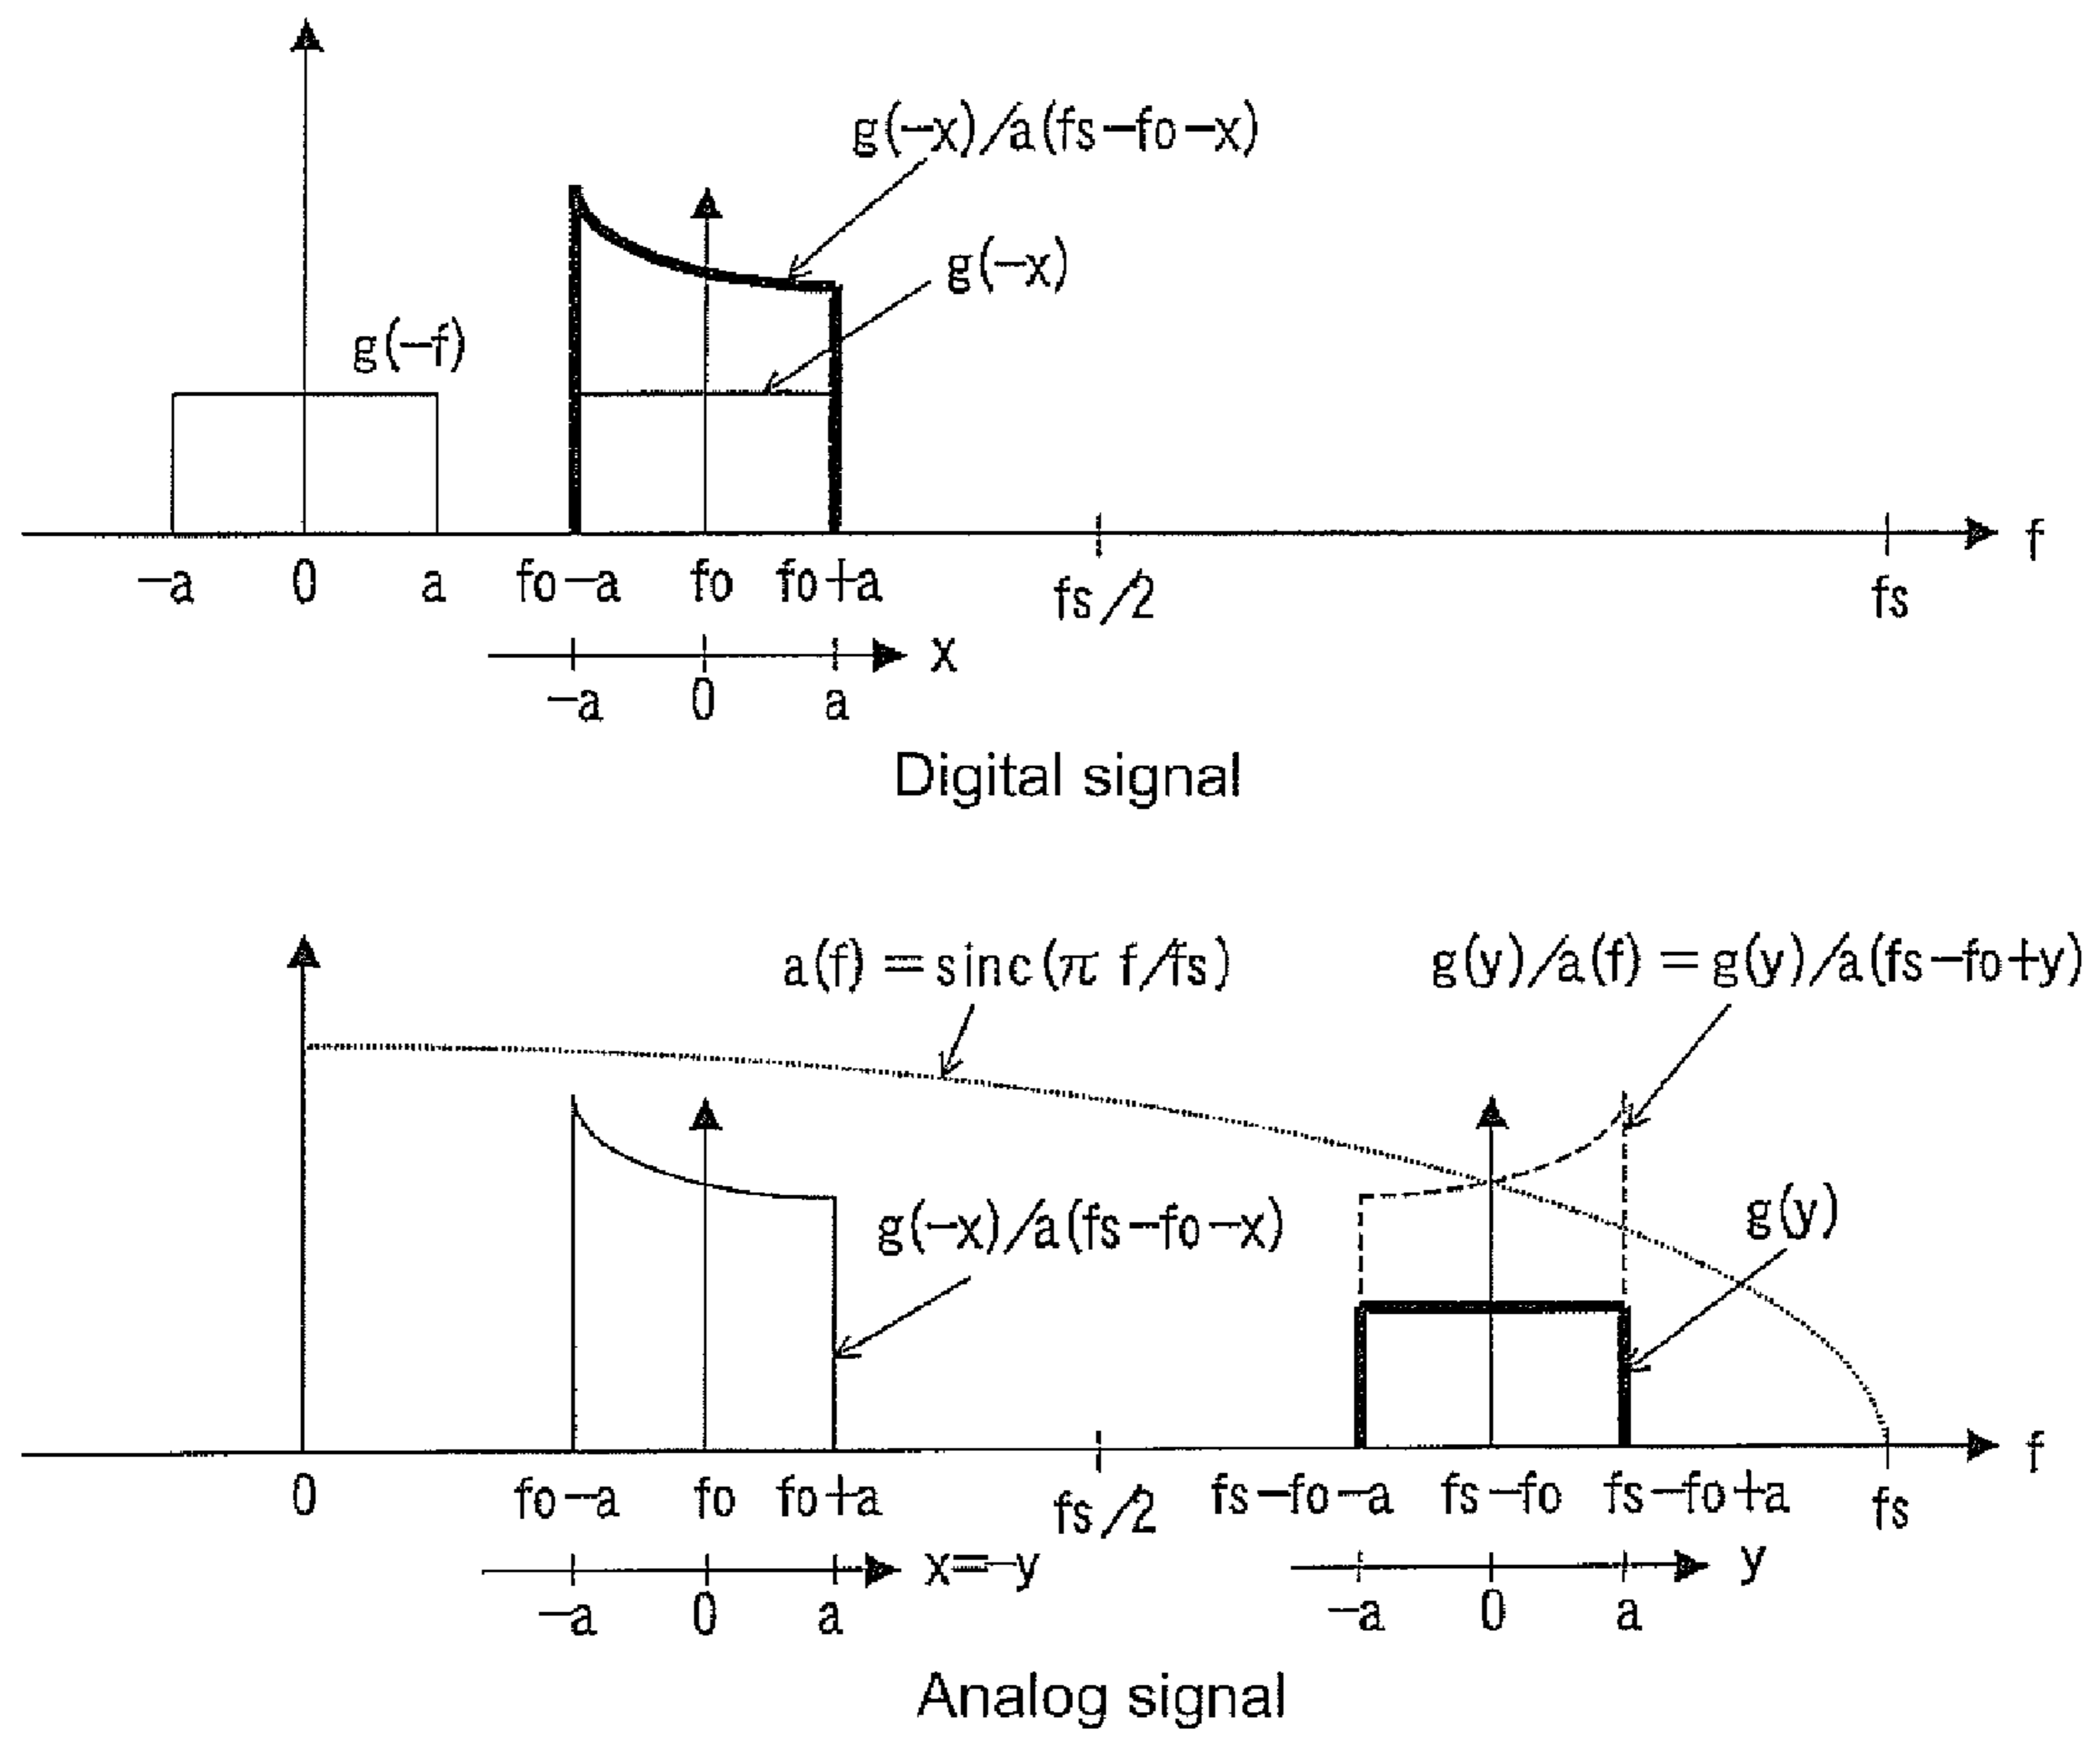 g(-x)/a(fs-fo-x)
g(-x)
g(-f)
f
-a 0 a fo-a fo fo+a fs/2 fs
x
-a 0 a
Digital signal
a(f)=sinc(π f/fs) g(y)/a(f)=g(y)/a(fs-fo+y)
g(-x)/a(fs-fo-x) g(y)
f
0 fo-a fo fo+a fs/2 fs-fo-a fs-fo fs-fo+a fs
x=-y y
-a 0 a -a 0 a
Analog signal